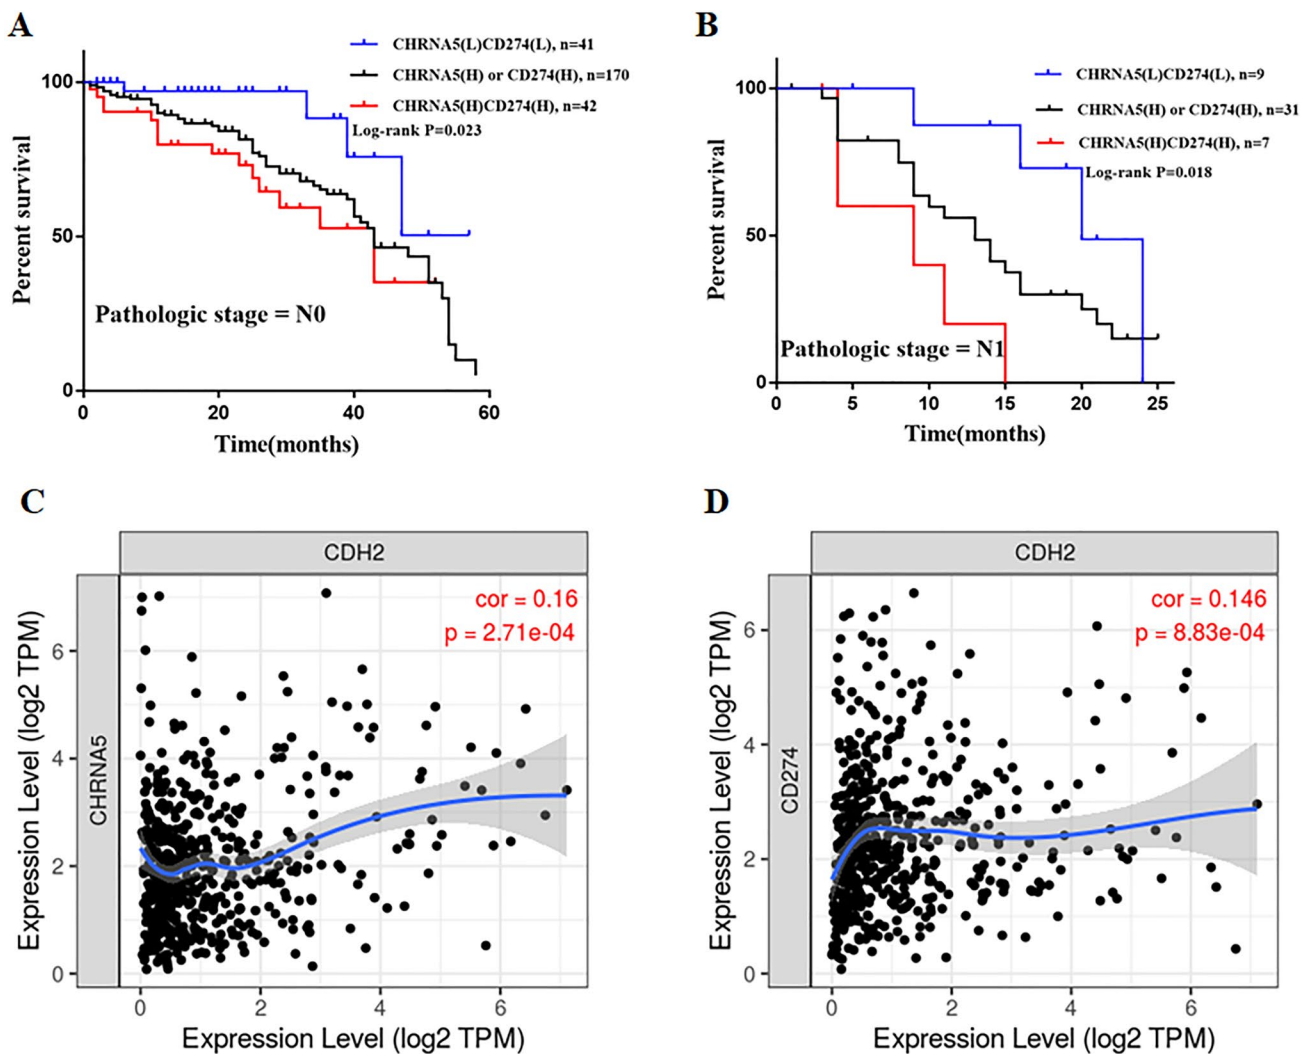 A
CHRNA5(L)CD274(L), n=41
CHRNA5(H) or CD274(H), n=170
CHRNA5(H)CD274(H), n=42
Log-rank P=0.023
100
50
0
Percent survival
Pathologic stage = N0
0 20 40 60
Time(months)
B
CHRNA5(L)CD274(L), n=9
CHRNA5(H) or CD274(H), n=31
CHRNA5(H)CD274(H), n=7
Log-rank P=0.018
100
50
0
Percent survival
Pathologic stage = N1
0 5 10 15 20 25
Time(months)
C
CDH2
cor = 0.16
p = 2.71e-04
Expression Level (log2 TPM)
CHRNA5
6
4
2
0
0 2 4 6
Expression Level (log2 TPM)
D
CDH2
cor = 0.146
p = 8.83e-04
Expression Level (log2 TPM)
CD274
6
4
2
0
0 2 4 6
Expression Level (log2 TPM)